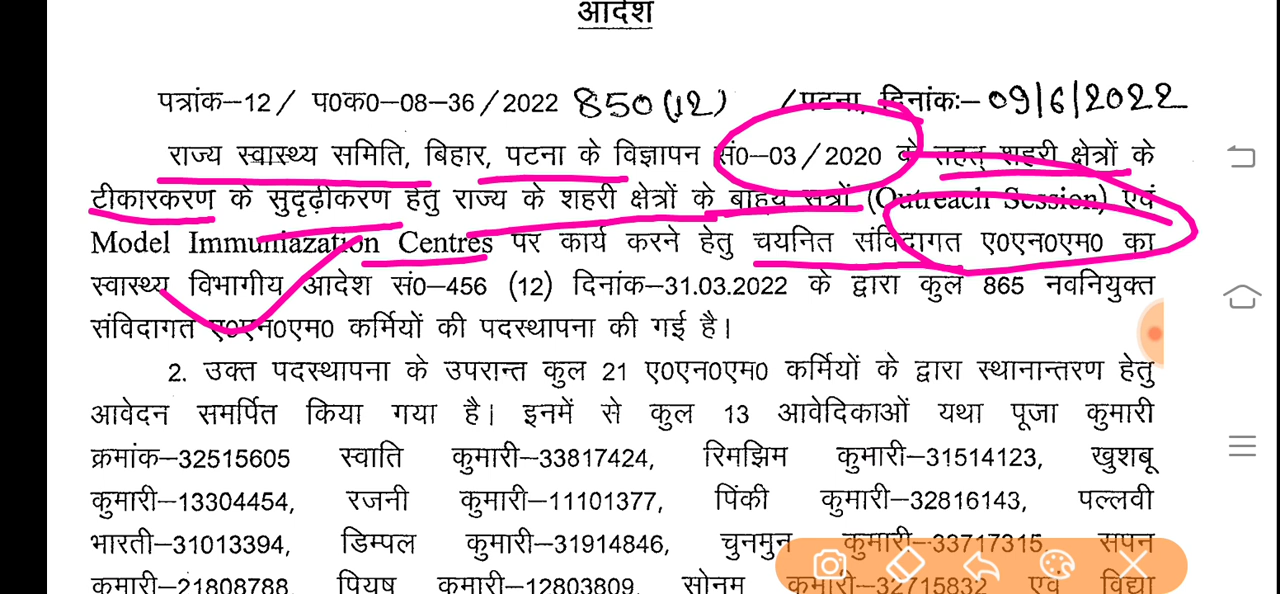 आदेश
पत्रांक–12 / प0क0–08–36 / 2022 850(12) / पटना, दिनांकः– 09/6/2022
राज्य स्वास्थ्य समिति, बिहार, पटना के विज्ञापन सं0–03 / 2020 के तहत शहरी क्षेत्रों के
टीकारकरण के सुदृढ़ीकरण हेतु राज्य के शहरी क्षेत्रों के बाहय सत्रों (Outreach Session) एवं
Model Immuniazation Centres पर कार्य करने हेतु चयनित संविदागत ए0एन0एम0 का
स्वास्थ्य विभागीय आदेश सं0–456 (12) दिनांक–31.03.2022 के द्वारा कुल 865 नवनियुक्त
संविदागत ए0एन0एम0 कर्मियों की पदस्थापना की गई है।
2. उक्त पदस्थापना के उपरान्त कुल 21 ए0एन0एम0 कर्मियों के द्वारा स्थानान्तरण हेतु
आवेदन समर्पित किया गया है। इनमें से कुल 13 आवेदिकाओं यथा पूजा कुमारी
क्रमांक–32515605 स्वाति कुमारी–33817424, रिमझिम कुमारी–31514123, खुशबू
कुमारी–13304454, रजनी कुमारी–11101377, पिंकी कुमारी–32816143, पल्लवी
भारती–31013394, डिम्पल कुमारी–31914846, चुनमुन कुमारी–33717315, सपन
कुमारी–21808788, पियुष कुमारी–12803809, सोनम कुमारी–32715832 एवं विद्या